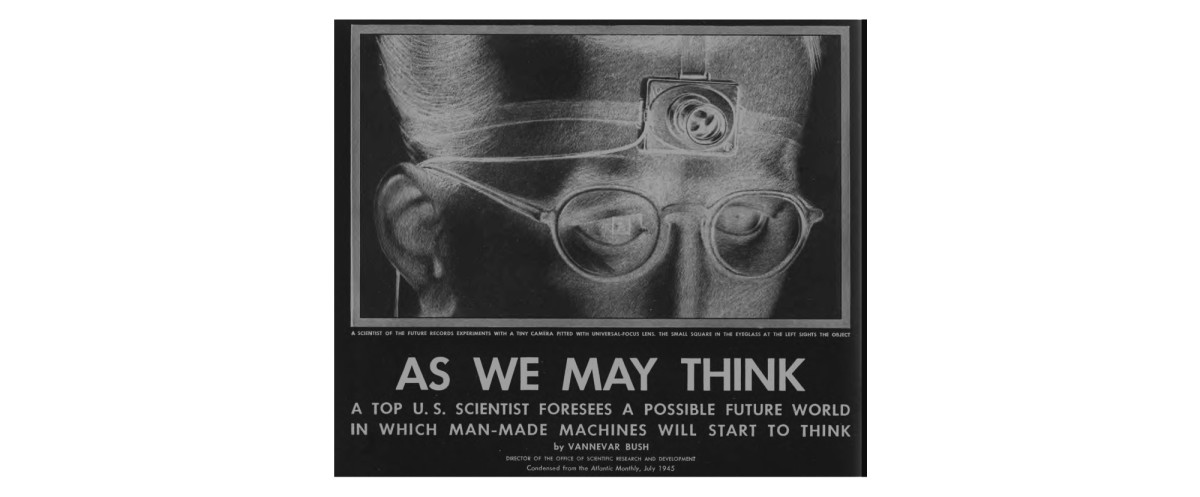 A SCIENTIST OF THE FUTURE RECORDS EXPERIMENTS WITH A TINY CAMERA FITTED WITH UNIVERSAL-FOCUS LENS. THE SMALL SQUARE IN THE EYEGLASS AT THE LEFT SIGHTS THE OBJECT
AS WE MAY THINK
A TOP U.S. SCIENTIST FORESEES A POSSIBLE FUTURE WORLD
IN WHICH MAN-MADE MACHINES WILL START TO THINK
by VANNEVAR BUSH
DIRECTOR OF THE OFFICE OF SCIENTIFIC RESEARCH AND DEVELOPMENT
Condensed from the Atlantic Monthly, July 1945